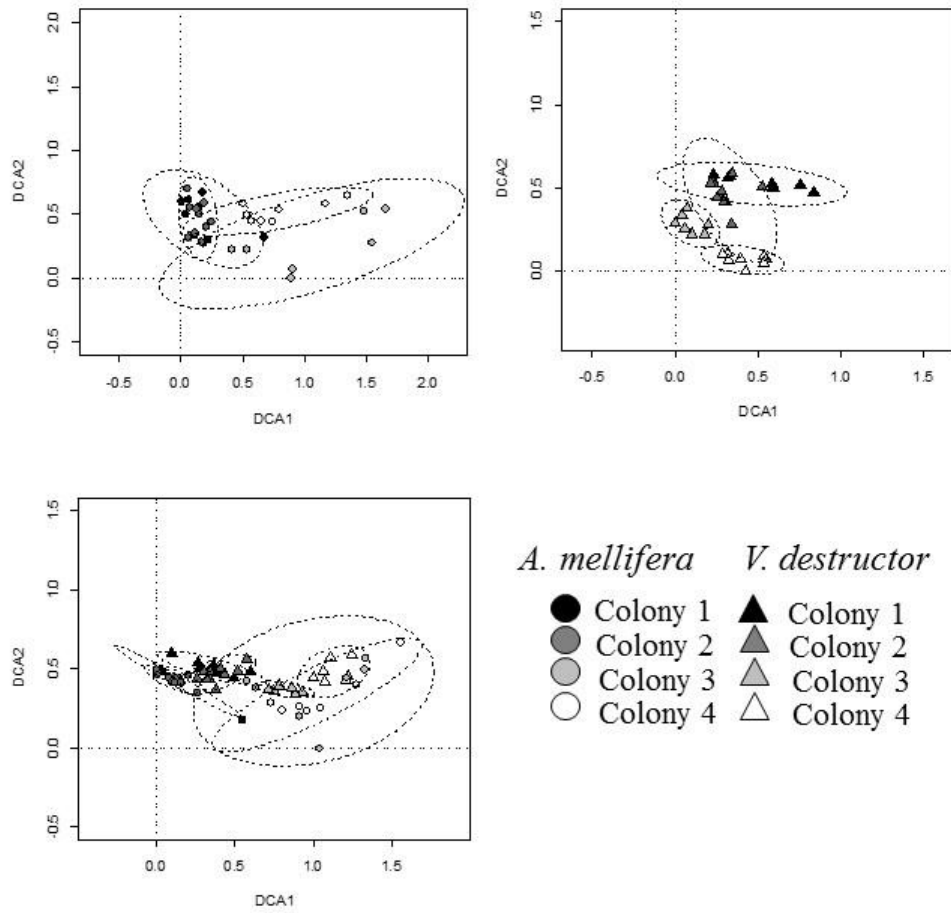 2.0
1.5
1.0
0.5
0.0
-0.5
DCA2
-0.5 0.0 0.5 1.0 1.5 2.0
DCA1
1.5
1.0
0.5
0.0
DCA2
0.0 0.5 1.0 1.5
DCA1
1.5
1.0
0.5
0.0
-0.5
DCA2
0.0 0.5 1.0 1.5
DCA1
A. mellifera V. destructor
Colony 1 Colony 1
Colony 2 Colony 2
Colony 3 Colony 3
Colony 4 Colony 4